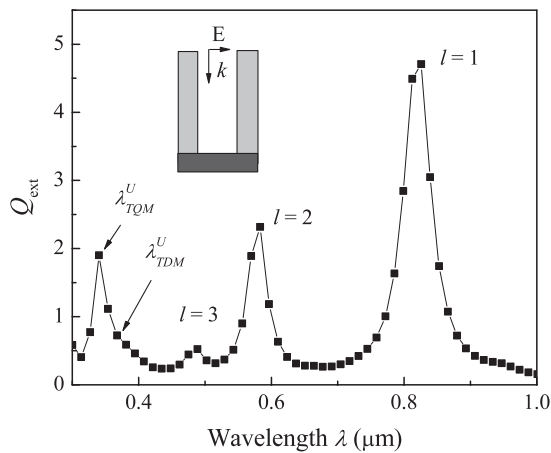 5
4
3
2
1
0
Q_ext
E
k
l = 1
λ^U_TQM
λ^U_TDM
l = 2
l = 3
0.4
0.6
0.8
1.0
Wavelength λ (μm)